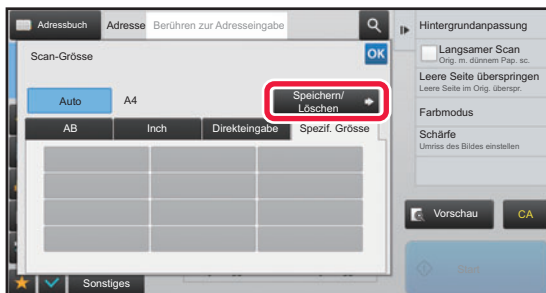 Adressbuch
Adresse
Berühren zur Adresseingabe
Scan-Grösse
OK
Auto
A4
Speichern/
Löschen
AB
Inch
Direkteingabe
Spezif. Grösse
Sonstiges
Hintergrundanpassung
Langsamer Scan
Orig. m. dünnem Pap. sc.
Leere Seite überspringen
Leere Seite im Orig. überspr.
Farbmodus
Schärfe
Umriss des Bildes einstellen
Vorschau
CA
Start